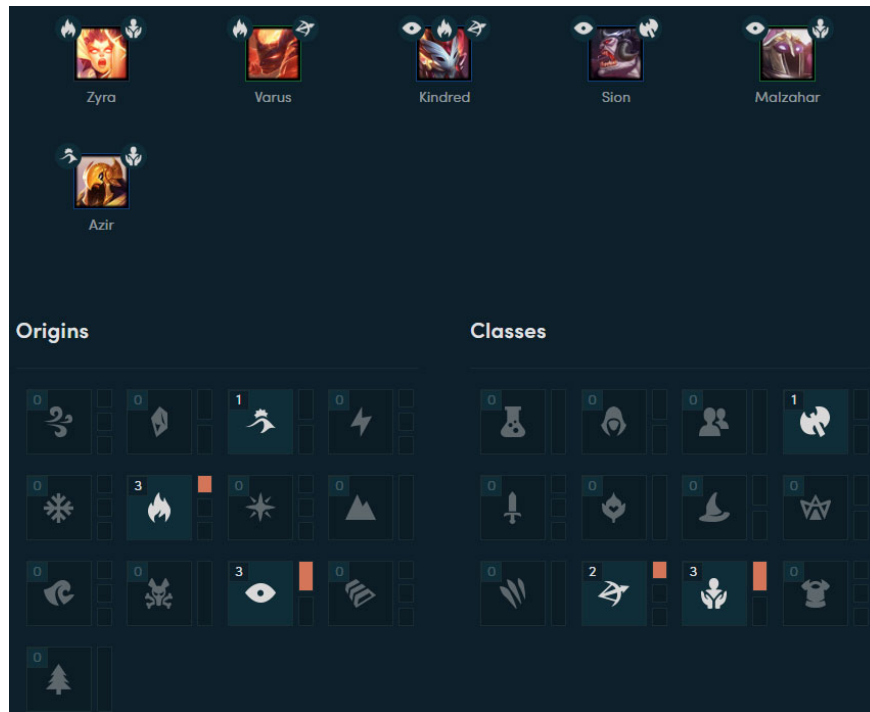 Zyra Varus Kindred Sion Malzahar
Azir
Origins Classes
0 0 1 0 0 0 0 1
0 3 0 0 0 0 0 0
0 0 3 0 0 2 3 0
0